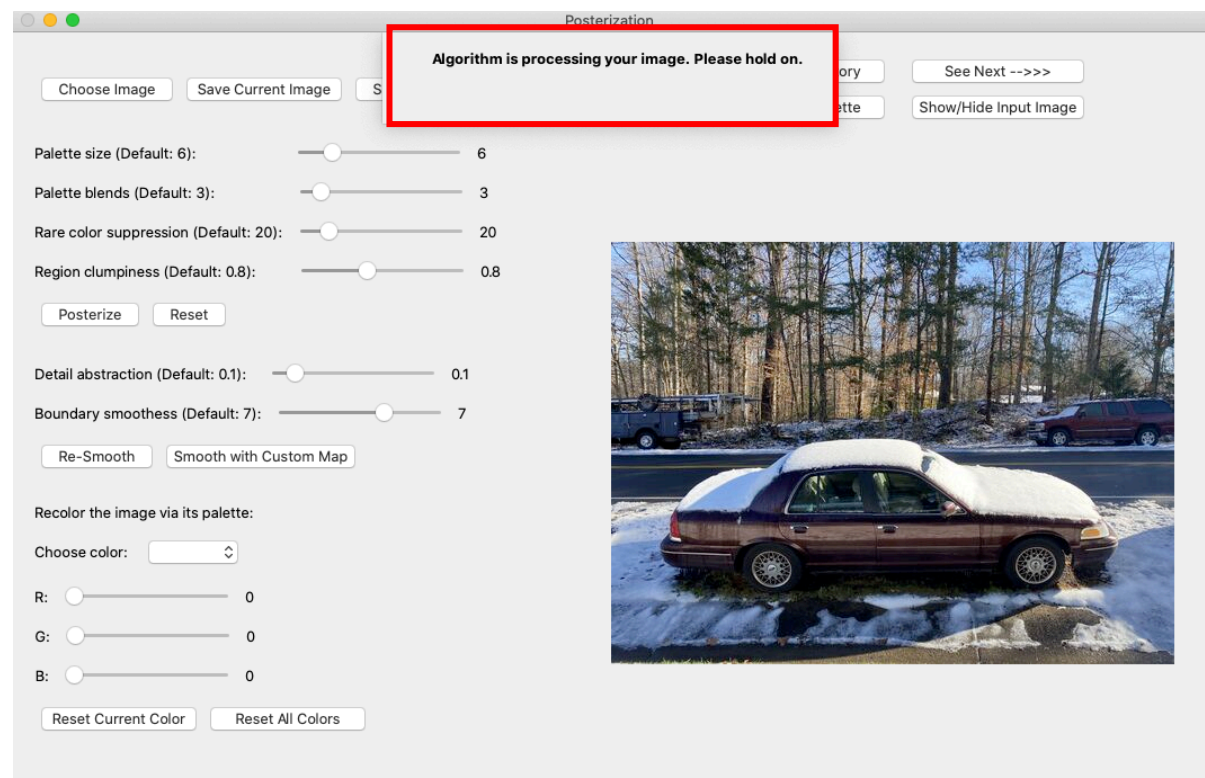 Posterization
Algorithm is processing your image. Please hold on.
Choose Image Save Current Image S ory See Next -->>>
ette Show/Hide Input Image
Palette size (Default: 6): 6
Palette blends (Default: 3): 3
Rare color suppression (Default: 20): 20
Region clumpiness (Default: 0.8): 0.8
Posterize Reset
Detail abstraction (Default: 0.1): 0.1
Boundary smoothess (Default: 7): 7
Re-Smooth Smooth with Custom Map
Recolor the image via its palette:
Choose color:
R: 0
G: 0
B: 0
Reset Current Color Reset All Colors